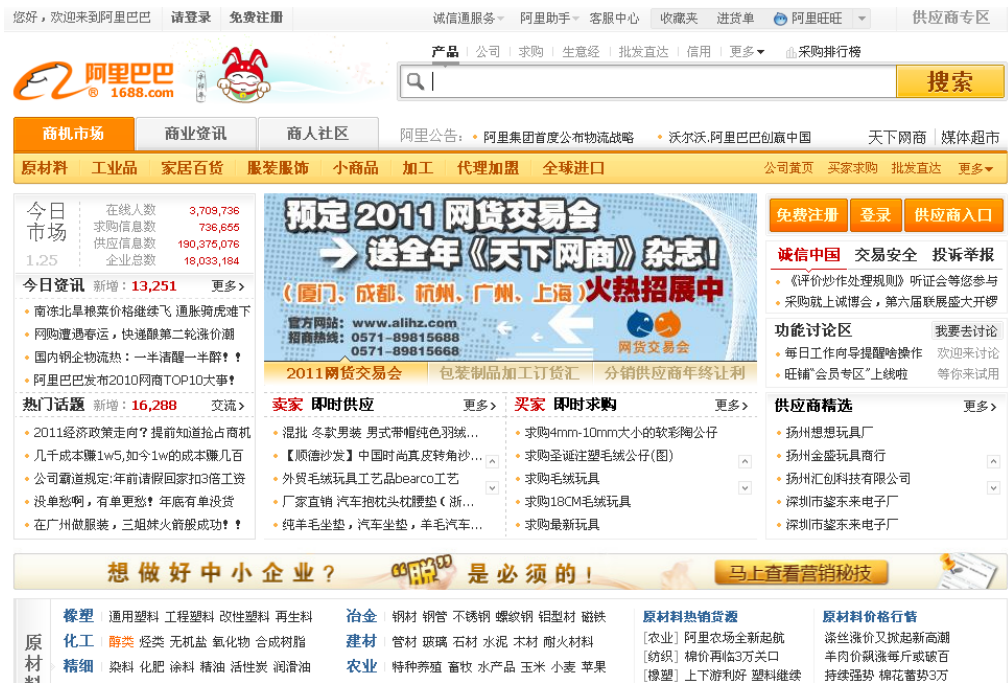 您好，欢迎来到阿里巴巴 请登录 免费注册 诚信通服务 阿里助手 客服中心 收藏夹 进货单 阿里旺旺 供应商专区
产品 公司 求购 生意经 批发直达 信用 更多 采购排行榜
阿里巴巴
® 1688.com
搜索
商机市场 商业资讯 商人社区 阿里公告: 阿里集团首度公布物流战略 沃尔沃.阿里巴巴创赢中国 天下网商 媒体超市
原材料 工业品 家居百货 服装服饰 小商品 加工 代理加盟 全球进口 公司黄页 买家求购 批发直达 更多
今日市场
1.25
在线人数 3,709,736
求购信息数 736,655
供应信息数 190,375,076
企业总数 18,033,184
今日资讯 新增：13,251 更多>
南冻北旱粮菜价格继续飞 通胀骑虎难下
网购遭遇春运，快递酿第二轮涨价潮
国内钢企物流热：一半清醒一半醉！！
阿里巴巴发布2010网商TOP10大事!
热门话题 新增：16,288 交流>
2011经济政策走向？提前知道抢占商机
几千成本赚1w5,如今1w的成本赚几百
公司霸道规定:年前请假回家扣3倍工资
没单愁啊，有单更愁！年底有单没货
在广州做服装，三姐妹火箭般成功！！
预定 2011 网货交易会
送全年《天下网商》杂志!
(厦门、成都、杭州、广州、上海)火热招展中
官方网站: www.alihz.com
招商热线: 0571-89815688
0571-89815689
网货交易会
2011网货交易会 包装制品加工订货汇 分销供应商年终让利
卖家 即时供应 更多>
混批 冬款男装 男式带帽纯色羽绒...
【顺德沙发】中国时尚真皮转角沙...
外贸毛绒玩具工艺品bearco工艺
厂家直销 汽车抱枕头枕腰垫（浙...
纯羊毛坐垫，汽车坐垫，羊毛汽车...
买家 即时求购 更多>
求购4mm-10mm大小的软彩陶公仔
求购圣诞注塑毛绒公仔(图)
求购毛绒玩具
求购18CM毛绒玩具
求购最新玩具
免费注册 登录 供应商入口
诚信中国 交易安全 投诉举报
《评价炒作处理规则》听证会等您参与
采购就上诚博会，第六届联展盛大开锣
功能讨论区 我要去讨论
每日工作向导提醒啥操作 欢迎来讨论
旺铺“会员专区”上线啦 等你来试用
供应商精选 更多>
扬州想想玩具厂
扬州金盛玩具商行
扬州汇创科技有限公司
深圳市鋆东来电子厂
深圳市鋆东来电子厂
想做好中小企业？ “脱” 是必须的！ 马上查看营销秘技
原材料
橡塑 通用塑料 工程塑料 改性塑料 再生料
化工 醇类 烃类 无机盐 氧化物 合成树脂
精细 染料 化肥 涂料 精油 活性炭 润滑油
冶金 钢材 钢管 不锈钢 螺纹钢 铝型材 磁铁
建材 管材 玻璃 石材 水泥 木材 耐火材料
农业 特种养殖 畜牧 水产品 玉米 小麦 苹果
原材料热销货源
[农业] 阿里农场全新起航
[纺织] 棉价再临3万关口
[橡塑] 上下游利好 塑料继续
原材料价格行情
涤丝涨价又掀起新高潮
羊肉价飙涨每斤或破百
持续强势 棉花蓄势3万